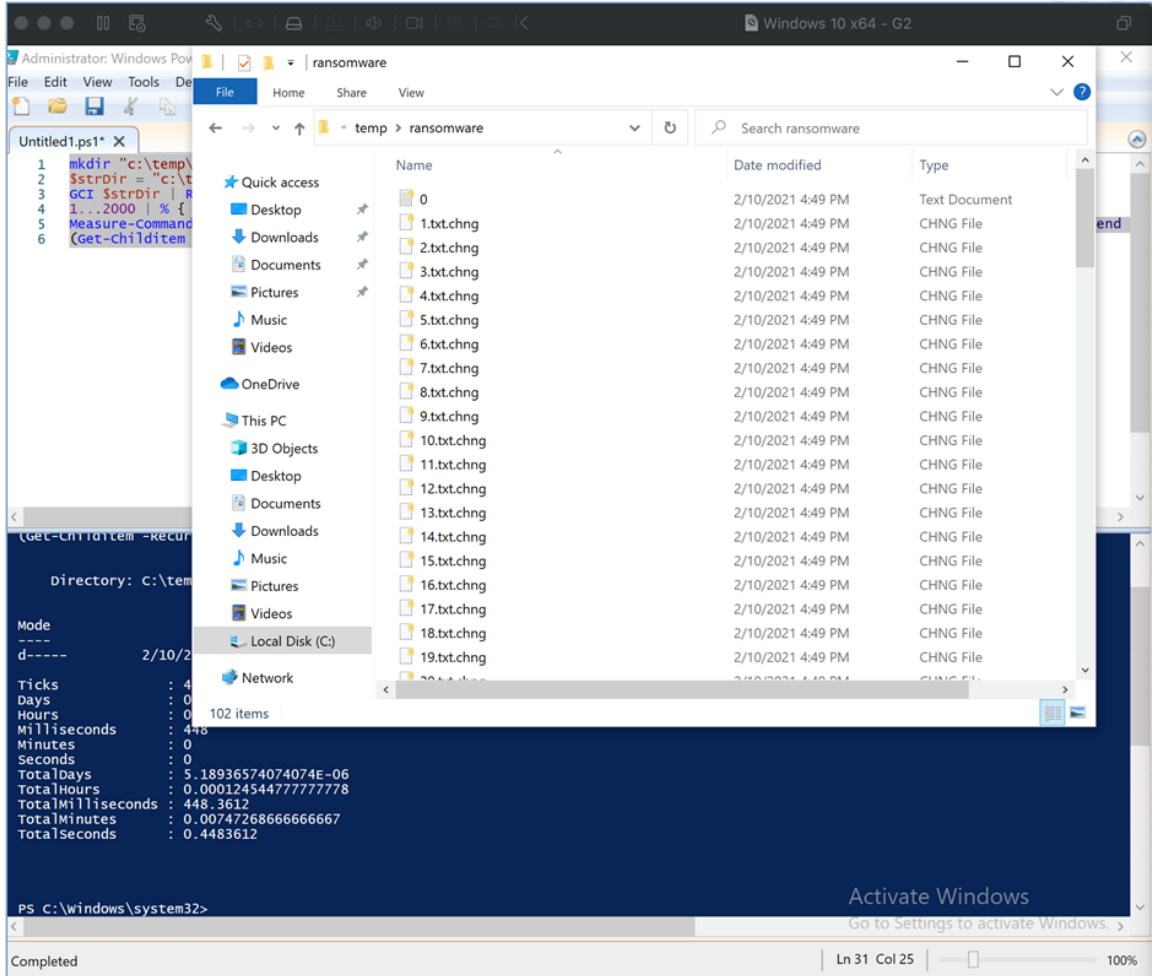 Windows 10 x64 - G2
Administrator: Windows Pow
File Edit View Tools De
Untitled1.ps1* X
1 mkdir "c:\temp\
2 $strDir = "c:\t
3 GCI $strDir | R
4 1...2000 | % {
5 Measure-Command
6 (Get-Childitem
end
ransomware
File Home Share View
temp > ransomware
Search ransomware
Name Date modified Type
Quick access
Desktop
Downloads
Documents
Pictures
Music
Videos
OneDrive
This PC
3D Objects
Desktop
Documents
Downloads
Music
Pictures
Videos
Local Disk (C:)
Network
0 2/10/2021 4:49 PM Text Document
1.txt.chng 2/10/2021 4:49 PM CHNG File
2.txt.chng 2/10/2021 4:49 PM CHNG File
3.txt.chng 2/10/2021 4:49 PM CHNG File
4.txt.chng 2/10/2021 4:49 PM CHNG File
5.txt.chng 2/10/2021 4:49 PM CHNG File
6.txt.chng 2/10/2021 4:49 PM CHNG File
7.txt.chng 2/10/2021 4:49 PM CHNG File
8.txt.chng 2/10/2021 4:49 PM CHNG File
9.txt.chng 2/10/2021 4:49 PM CHNG File
10.txt.chng 2/10/2021 4:49 PM CHNG File
11.txt.chng 2/10/2021 4:49 PM CHNG File
12.txt.chng 2/10/2021 4:49 PM CHNG File
13.txt.chng 2/10/2021 4:49 PM CHNG File
14.txt.chng 2/10/2021 4:49 PM CHNG File
15.txt.chng 2/10/2021 4:49 PM CHNG File
16.txt.chng 2/10/2021 4:49 PM CHNG File
17.txt.chng 2/10/2021 4:49 PM CHNG File
18.txt.chng 2/10/2021 4:49 PM CHNG File
19.txt.chng 2/10/2021 4:49 PM CHNG File
102 items
(Get-Childitem -Recur
Directory: C:\tem
Mode
----
d----- 2/10/2
Ticks : 4
Days : 0
Hours : 0
Milliseconds : 448
Minutes : 0
Seconds : 0
TotalDays : 5.18936574074074E-06
TotalHours : 0.000124544777777778
TotalMilliseconds : 448.3612
TotalMinutes : 0.00747268666666667
TotalSeconds : 0.4483612
PS C:\Windows\system32>
Activate Windows
Go to Settings to activate Windows.
Completed
Ln 31 Col 25
100%